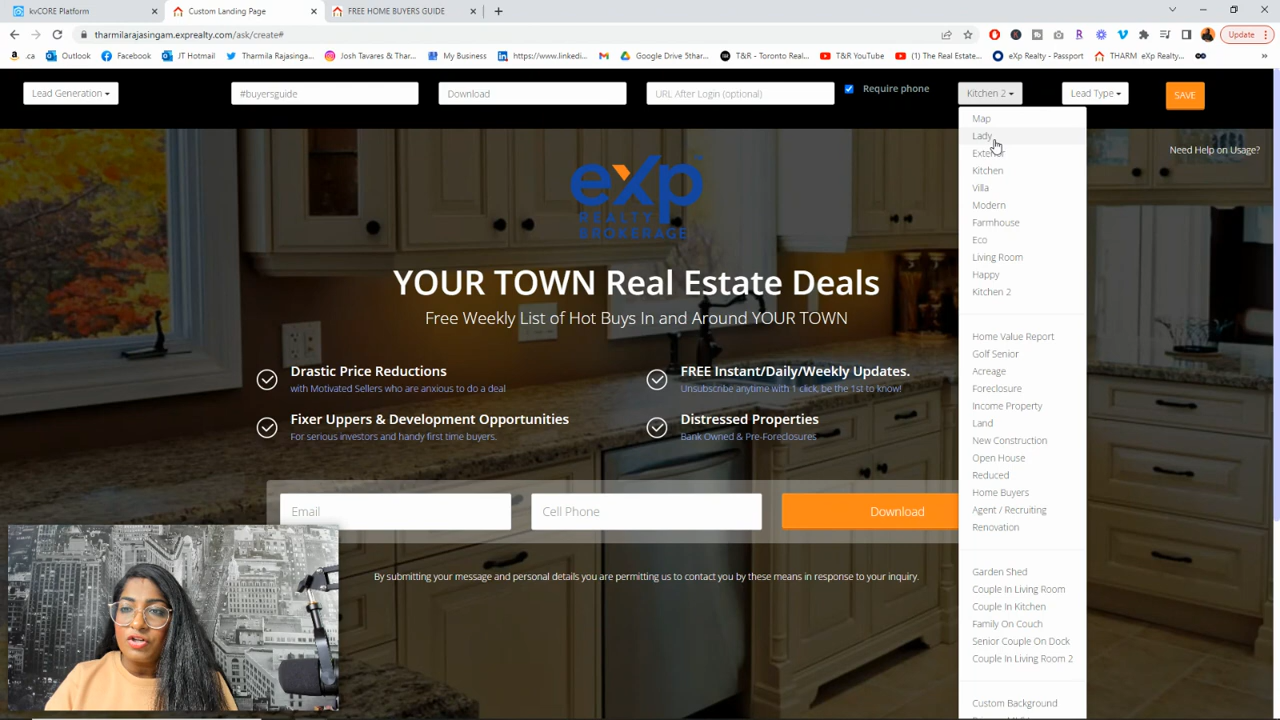 kvCORE Platform
Custom Landing Page
FREE HOME BUYERS GUIDE
tharmilarajasingam.exprealty.com/ask/create#
Update
.ca
Outlook
Facebook
JT Hotmail
Tharmila Rajasingam...
Josh Tavares & Thar...
My Business
https://www.linkedi...
Google Drive 5thar...
T&R - Toronto Real...
T&R YouTube
(1) The Real Estate...
eXp Realty - Passport
THARM eXp Realty...
Lead Generation
#buyersguide
Download
URL After Login (optional)
Require phone
Kitchen 2
Lead Type
SAVE
Need Help on Usage?
Map
Lady
Exterior
Kitchen
Villa
Modern
Farmhouse
Eco
Living Room
Happy
Kitchen 2
Home Value Report
Golf Senior
Acreage
Foreclosure
Income Property
Land
New Construction
Open House
Reduced
Home Buyers
Agent / Recruiting
Renovation
Garden Shed
Couple In Living Room
Couple In Kitchen
Family On Couch
Senior Couple On Dock
Couple In Living Room 2
Custom Background
eXp
REALTY
BROKERAGE
YOUR TOWN Real Estate Deals
Free Weekly List of Hot Buys In and Around YOUR TOWN
Drastic Price Reductions
with Motivated Sellers who are anxious to do a deal
FREE Instant/Daily/Weekly Updates.
Unsubscribe anytime with 1 click, be the 1st to know!
Fixer Uppers & Development Opportunities
For serious investors and handy first time buyers.
Distressed Properties
Bank Owned & Pre-Foreclosures
Email
Cell Phone
Download
By submitting your message and personal details you are permitting us to contact you by these means in response to your inquiry.